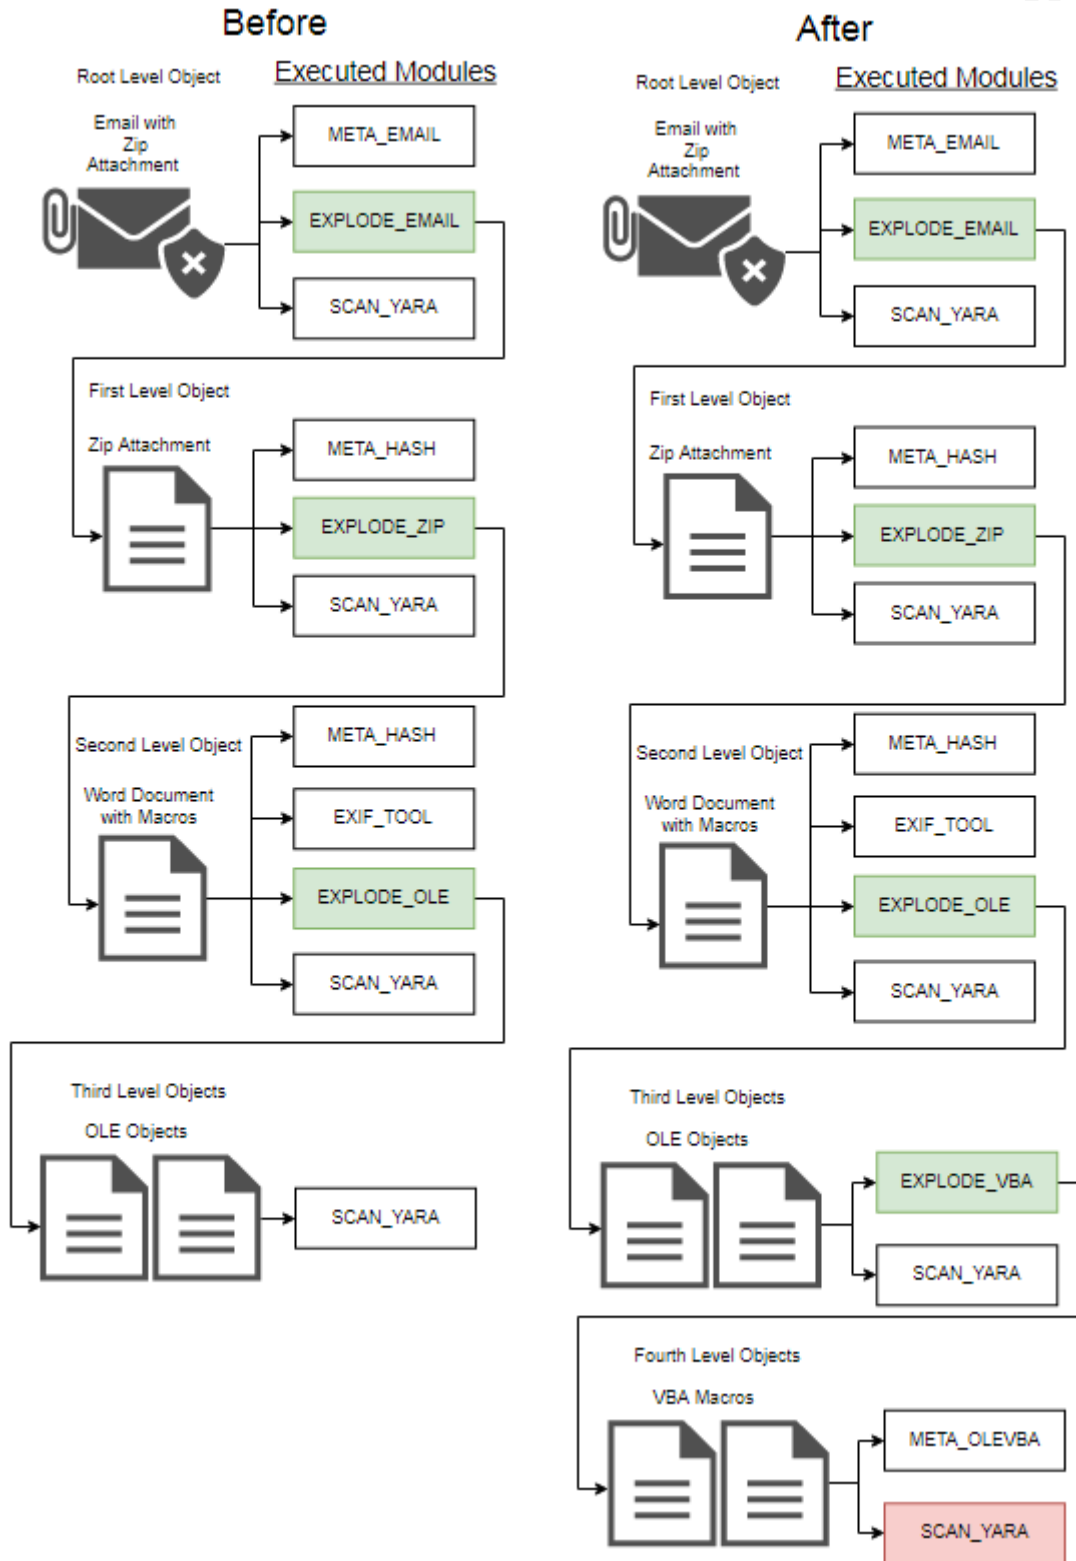 Before
Root Level Object
Executed Modules
Email with
Zip
Attachment
META_EMAIL
EXPLODE_EMAIL
SCAN_YARA
First Level Object
Zip Attachment
META_HASH
EXPLODE_ZIP
SCAN_YARA
Second Level Object
Word Document
with Macros
META_HASH
EXIF_TOOL
EXPLODE_OLE
SCAN_YARA
Third Level Objects
OLE Objects
SCAN_YARA
After
Root Level Object
Executed Modules
Email with
Zip
Attachment
META_EMAIL
EXPLODE_EMAIL
SCAN_YARA
First Level Object
Zip Attachment
META_HASH
EXPLODE_ZIP
SCAN_YARA
Second Level Object
Word Document
with Macros
META_HASH
EXIF_TOOL
EXPLODE_OLE
SCAN_YARA
Third Level Objects
OLE Objects
EXPLODE_VBA
SCAN_YARA
Fourth Level Objects
VBA Macros
META_OLEVBA
SCAN_YARA